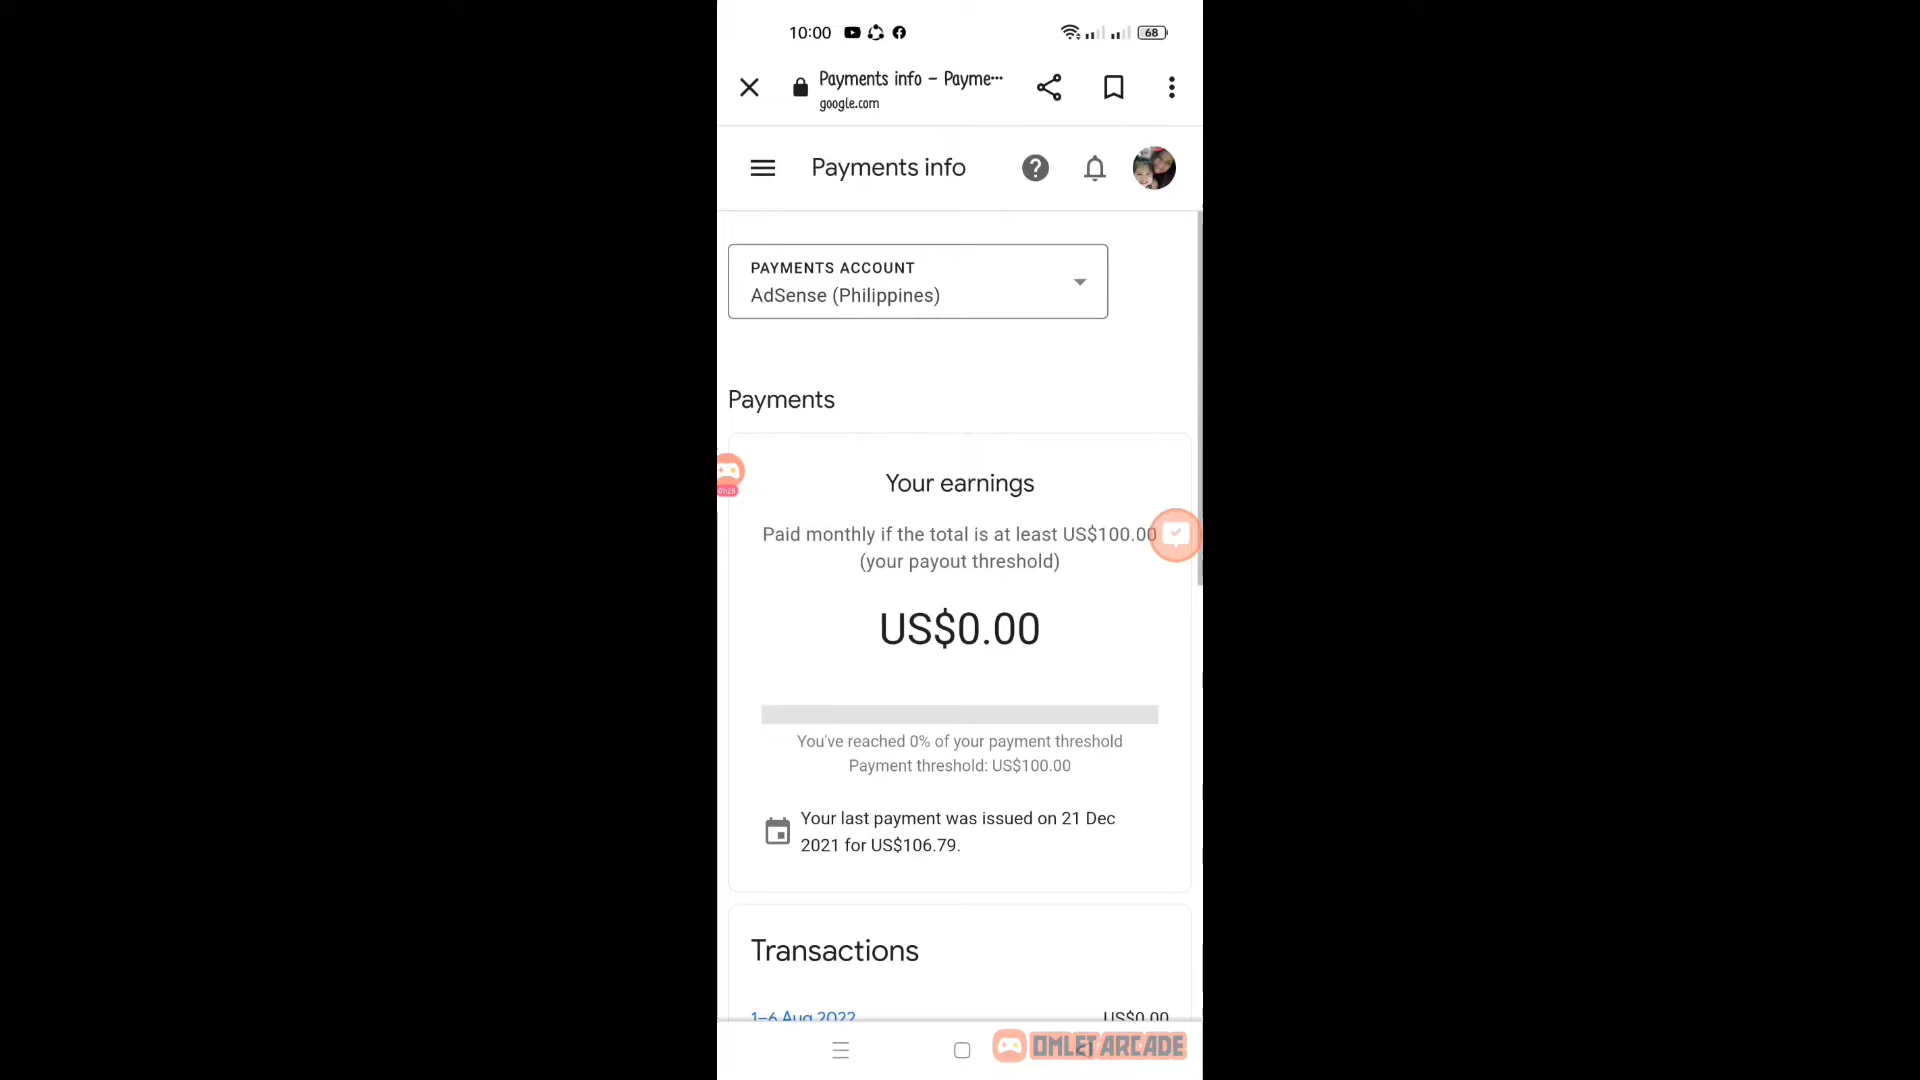 10:00
68
Payments info – Payme···
google.com
Payments info
PAYMENTS ACCOUNT
AdSense (Philippines)
Payments
Your earnings
Paid monthly if the total is at least US$100.00
(your payout threshold)
US$0.00
You've reached 0% of your payment threshold
Payment threshold: US$100.00
Your last payment was issued on 21 Dec
2021 for US$106.79.
Transactions
1–6 Aug 2022 US$0.00
OMLET ARCADE